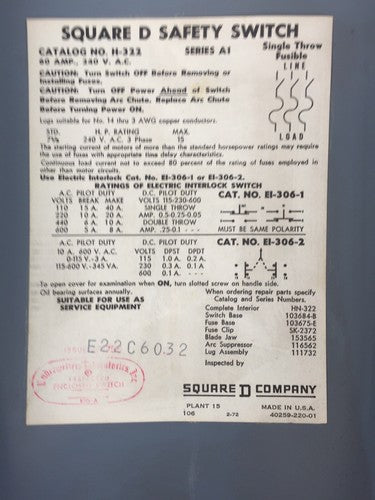 SQUARE D SAFETY SWITCH
CATALOG NO. H-322 SERIES A1
60 AMP., 240 V. A.C.
Single Throw
Fusible
LINE
LOAD
CAUTION: Turn Switch OFF Before Removing or
Installing Fuses.
CAUTION: Turn OFF Power Ahead of Switch
Before Removing Arc Chute. Replace Arc Chute
Before Turning Power ON.
Lugs suitable for No. 14 thru 3 AWG copper conductors.
STD. H.P. RATING MAX.
7½ 240 V. A.C. 3 Phase 15
The starting current of motors of more than the standard horsepower ratings may require
the use of fuses with appropriate time delay characteristics.
Continuous load current not to exceed 80 percent of the rating of fuses employed in
other than motor circuits.
Use Electric Interlock Cat. No. EI-306-1 or EI-306-2.
RATINGS OF ELECTRIC INTERLOCK SWITCH
A.C. PILOT DUTY D.C. PILOT DUTY
VOLTS BREAK MAKE VOLTS 115-230-600
110 15 A. 40 A. SINGLE THROW
220 10 A. 20 A. AMP. 0.5-0.25-0.05
440 6 A. 10 A. DOUBLE THROW
600 5 A. 8 A. AMP. .25-0.1 - - -
CAT. NO. EI-306-1
MUST BE SAME POLARITY
A.C. PILOT DUTY D.C. PILOT DUTY
10 A. 600 V. A.C. VOLTS DPST DPDT
0-115 V.-3 A. 115 1.0 A. 0.2 A.
115-600 V.-345 VA. 230 0.3 A. 0.1 A.
600 0.1 A. - - -
CAT. NO. EI-306-2
To open cover for examination when ON, turn slotted screw on handle side.
Oil bearing surfaces annually.
SUITABLE FOR USE AS
SERVICE EQUIPMENT
When ordering repair parts specify
Catalog and Series Numbers.
Complete Interior HN-322
Switch Base 103684-B
Fuse Base 103675-E
Fuse Clip SK-2372
Blade Jaw 153565
Arc Suppressor 116562
Lug Assembly 111732
Inspected by
ISSUE
E22C6032
Underwriters' Laboratories, Inc.
INSPECTED
ENCLOSED SWITCH
SQUARE D COMPANY
PLANT 15 MADE IN U.S.A.
106 2-72 40259-220-01